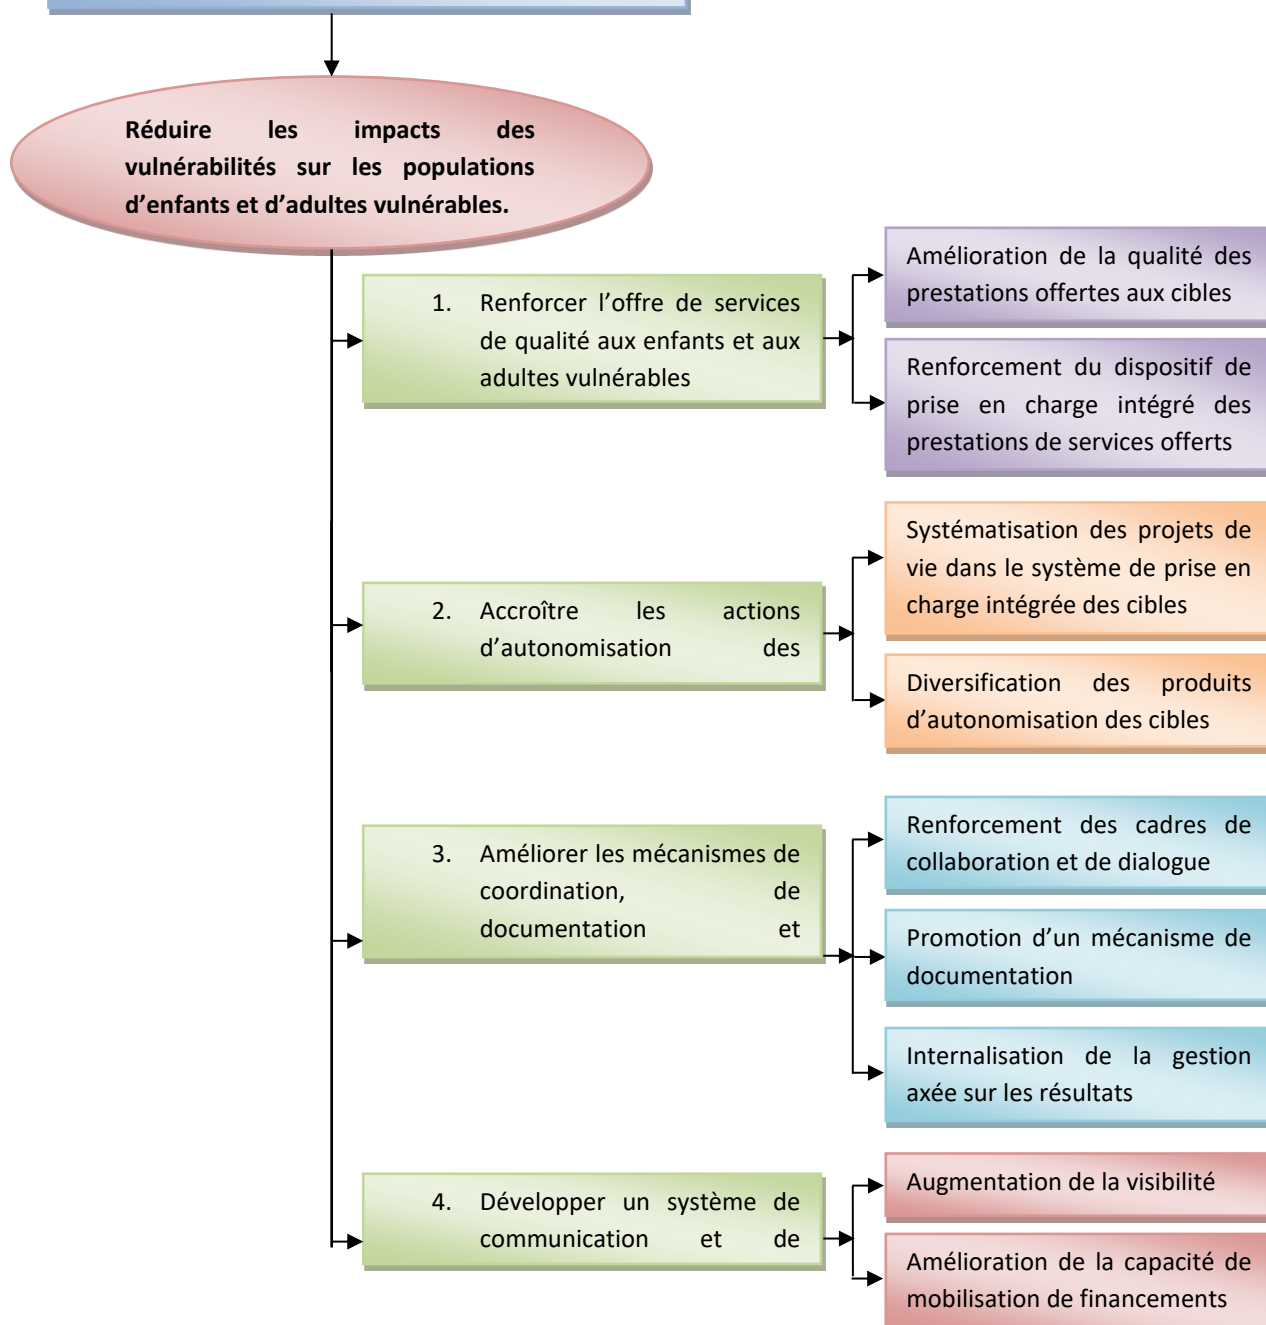 Réduire les impacts des
vulnérabilités sur les populations
d'enfants et d'adultes vulnérables.
1. Renforcer l'offre de services
de qualité aux enfants et aux
adultes vulnérables
Amélioration de la qualité des
prestations offertes aux cibles
Renforcement du dispositif de
prise en charge intégré des
prestations de services offerts
2. Accroître les actions
d'autonomisation des
Systématisation des projets de
vie dans le système de prise en
charge intégrée des cibles
Diversification des produits
d'autonomisation des cibles
3. Améliorer les mécanismes de
coordination, de
documentation et
Renforcement des cadres de
collaboration et de dialogue
Promotion d'un mécanisme de
documentation
Internalisation de la gestion
axée sur les résultats
4. Développer un système de
communication et de
Augmentation de la visibilité
Amélioration de la capacité de
mobilisation de financements